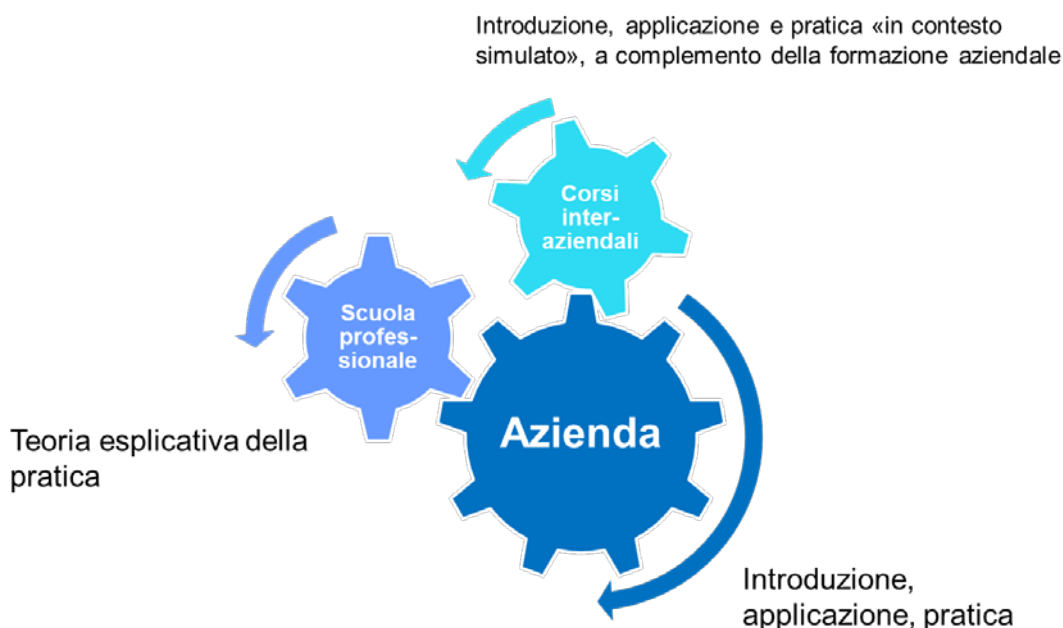 Introduzione, applicazione e pratica «in contesto
simulato», a complemento della formazione aziendale
Corsi
inter-
aziendali
Scuola
profes-
sionale
Azienda
Teoria esplicativa della
pratica
Introduzione,
applicazione, pratica